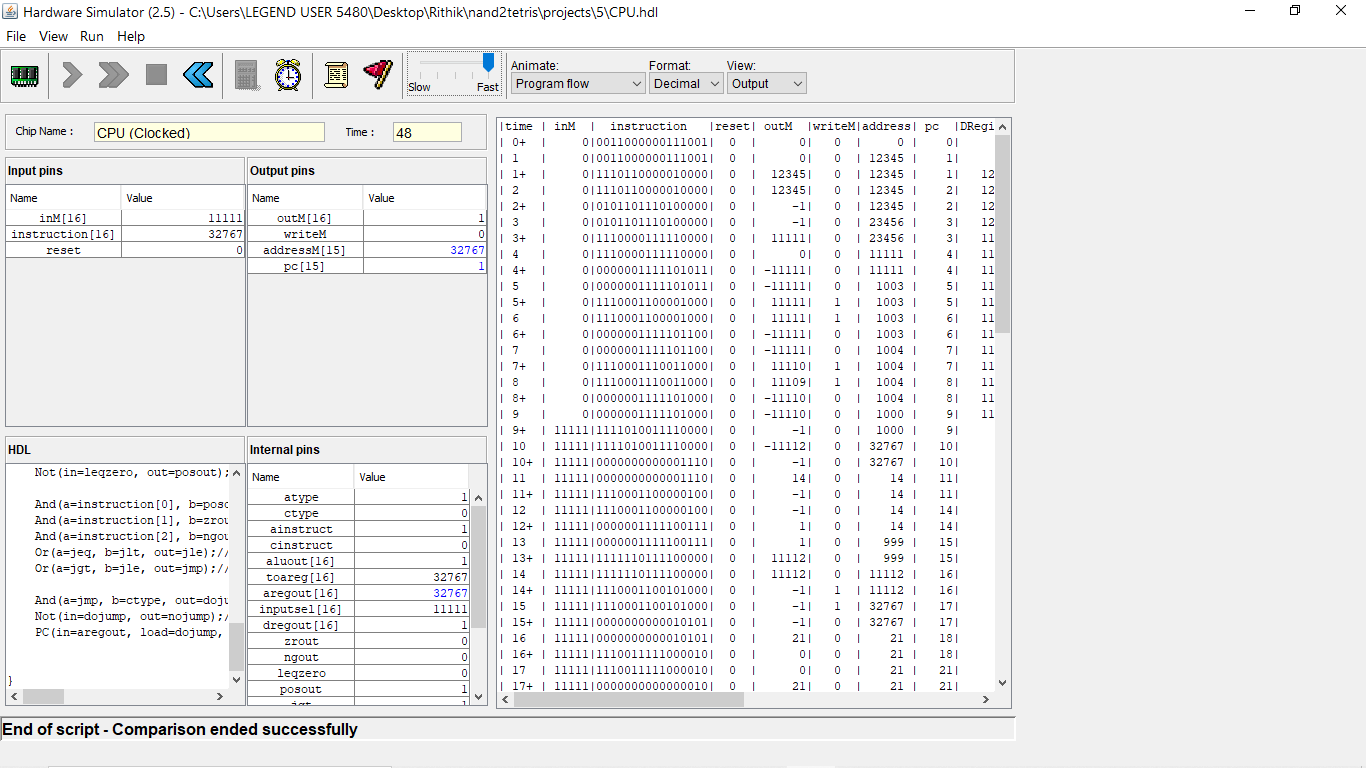 Hardware Simulator (2.5) - C:\Users\LEGEND USER 5480\Desktop\Rithik\nand2tetris\projects\5\CPU.hdl
File View Run Help
Slow Fast
Animate: Format: View:
Program flow Decimal Output
Chip Name : CPU (Clocked) Time : 48
Input pins
Name Value
inM[16] 11111
instruction[16] 32767
reset 0
Output pins
Name Value
outM[16] 1
writeM 0
addressM[15] 32767
pc[15] 1
HDL
Not(in=leqzero, out=posout);
And(a=instruction[0], b=poso
And(a=instruction[1], b=zrou
And(a=instruction[2], b=ngou
Or(a=jeq, b=jlt, out=jle);//
Or(a=jgt, b=jle, out=jmp);//
And(a=jmp, b=ctype, out=doju
Not(in=dojump, out=nojump);/
PC(in=aregout, load=dojump,
}
Internal pins
Name Value
atype 1
ctype 0
ainstruct 1
cinstruct 0
aluout[16] 1
toareg[16] 32767
aregout[16] 32767
inputsel[16] 11111
dregout[16] 1
zrout 0
ngout 0
leqzero 0
posout 1
jgt 1
|time | inM | instruction |reset| outM |writeM|address| pc |DRegi
| 0+ | 0|0011000000111001| 0 | 0| 0 | 0 | 0|
| 1 | 0|0011000000111001| 0 | 0| 0 | 12345 | 1|
| 1+ | 0|1110110000010000| 0 | 12345| 0 | 12345 | 1| 12
| 2 | 0|1110110000010000| 0 | 12345| 0 | 12345 | 2| 12
| 2+ | 0|0101101110100000| 0 | -1| 0 | 12345 | 2| 12
| 3 | 0|0101101110100000| 0 | -1| 0 | 23456 | 3| 12
| 3+ | 0|1110000111110000| 0 | 11111| 0 | 23456 | 3| 11
| 4 | 0|1110000111110000| 0 | 0| 0 | 11111 | 4| 11
| 4+ | 0|0000001111101011| 0 | -11111| 0 | 11111 | 4| 11
| 5 | 0|0000001111101011| 0 | -11111| 0 | 1003 | 5| 11
| 5+ | 0|1110001100001000| 0 | 11111| 1 | 1003 | 5| 11
| 6 | 0|1110001100001000| 0 | 11111| 1 | 1003 | 6| 11
| 6+ | 0|0000001111101100| 0 | -11111| 0 | 1003 | 6| 11
| 7 | 0|0000001111101100| 0 | -11111| 0 | 1004 | 7| 11
| 7+ | 0|1110001110011000| 0 | 11110| 1 | 1004 | 7| 11
| 8 | 0|1110001110011000| 0 | 11109| 1 | 1004 | 8| 11
| 8+ | 0|0000001111101000| 0 | -11110| 0 | 1004 | 8| 11
| 9 | 0|0000001111101000| 0 | -11110| 0 | 1000 | 9| 11
| 9+ | 11111|1111010011110000| 0 | -1| 0 | 1000 | 9|
| 10 | 11111|1111010011110000| 0 | -11112| 0 | 32767 | 10|
| 10+ | 11111|0000000000001110| 0 | -1| 0 | 32767 | 10|
| 11 | 11111|0000000000001110| 0 | 14| 0 | 14 | 11|
| 11+ | 11111|1110001100000100| 0 | -1| 0 | 14 | 11|
| 12 | 11111|1110001100000100| 0 | -1| 0 | 14 | 14|
| 12+ | 11111|0000001111100111| 0 | 1| 0 | 14 | 14|
| 13 | 11111|0000001111100111| 0 | 1| 0 | 999 | 15|
| 13+ | 11111|1111110111100000| 0 | 11112| 0 | 999 | 15|
| 14 | 11111|1111110111100000| 0 | 11112| 0 | 11112 | 16|
| 14+ | 11111|1110001100101000| 0 | -1| 1 | 11112 | 16|
| 15 | 11111|1110001100101000| 0 | -1| 1 | 32767 | 17|
| 15+ | 11111|0000000000010101| 0 | -1| 0 | 32767 | 17|
| 16 | 11111|0000000000010101| 0 | 21| 0 | 21 | 18|
| 16+ | 11111|1110011111000010| 0 | 0| 0 | 21 | 18|
| 17 | 11111|1110011111000010| 0 | 0| 0 | 21 | 21|
| 17+ | 11111|0000000000000010| 0 | 21| 0 | 21 | 21|
End of script - Comparison ended successfully